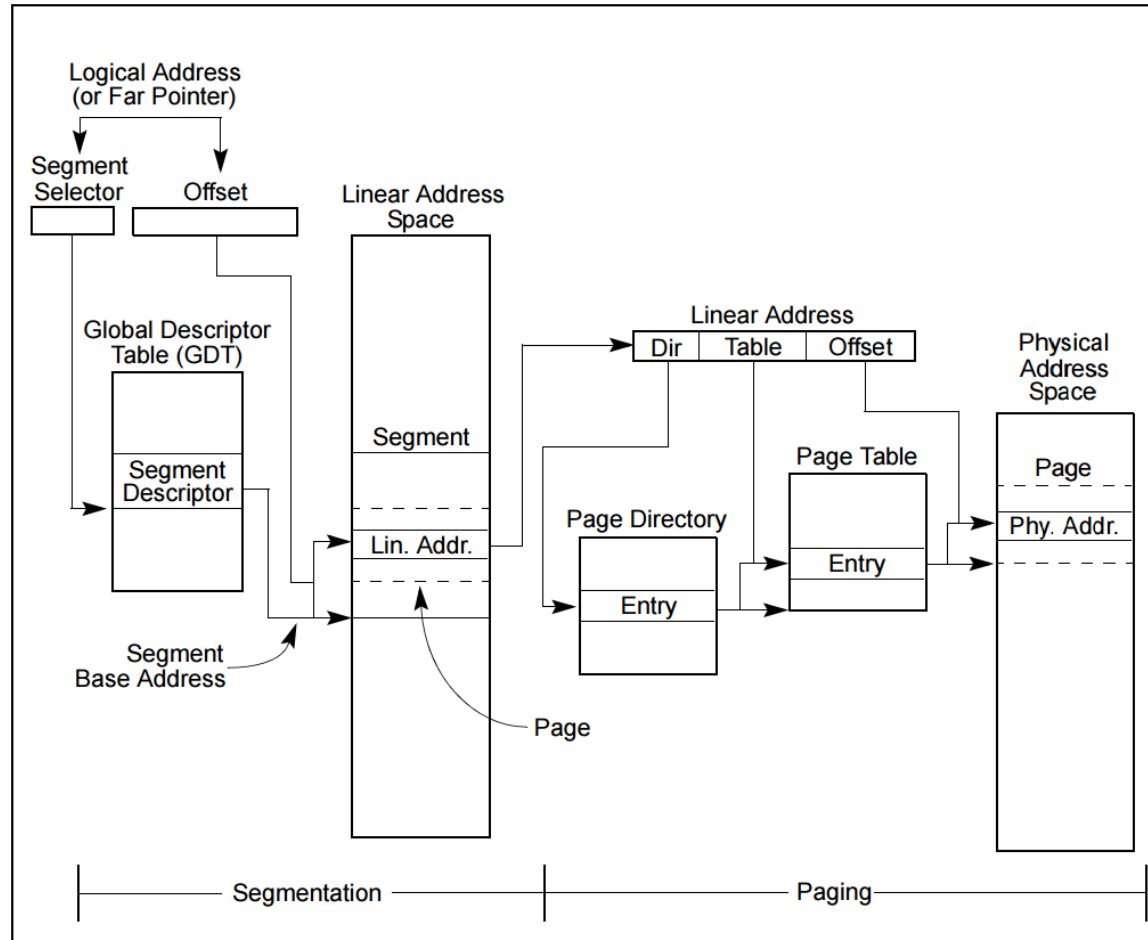 Logical Address
(or Far Pointer)
Segment
Selector
Offset
Linear Address
Space
Global Descriptor
Table (GDT)
Segment
Descriptor
Segment
Lin. Addr.
Segment
Base Address
Page
Linear Address
Dir
Table
Offset
Physical
Address
Space
Page Table
Page
Page Directory
Phy. Addr.
Entry
Entry
Segmentation
Paging